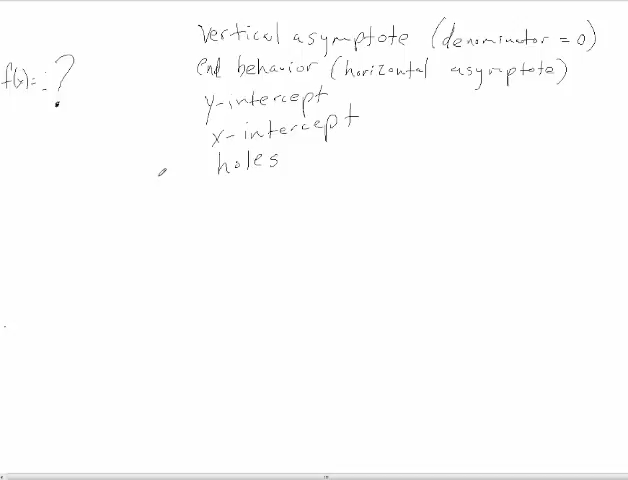 vertical asymptote (denominator = 0)
end behavior (horizontal asymptote)
f(x)= ?
y-intercept
x-intercept
holes